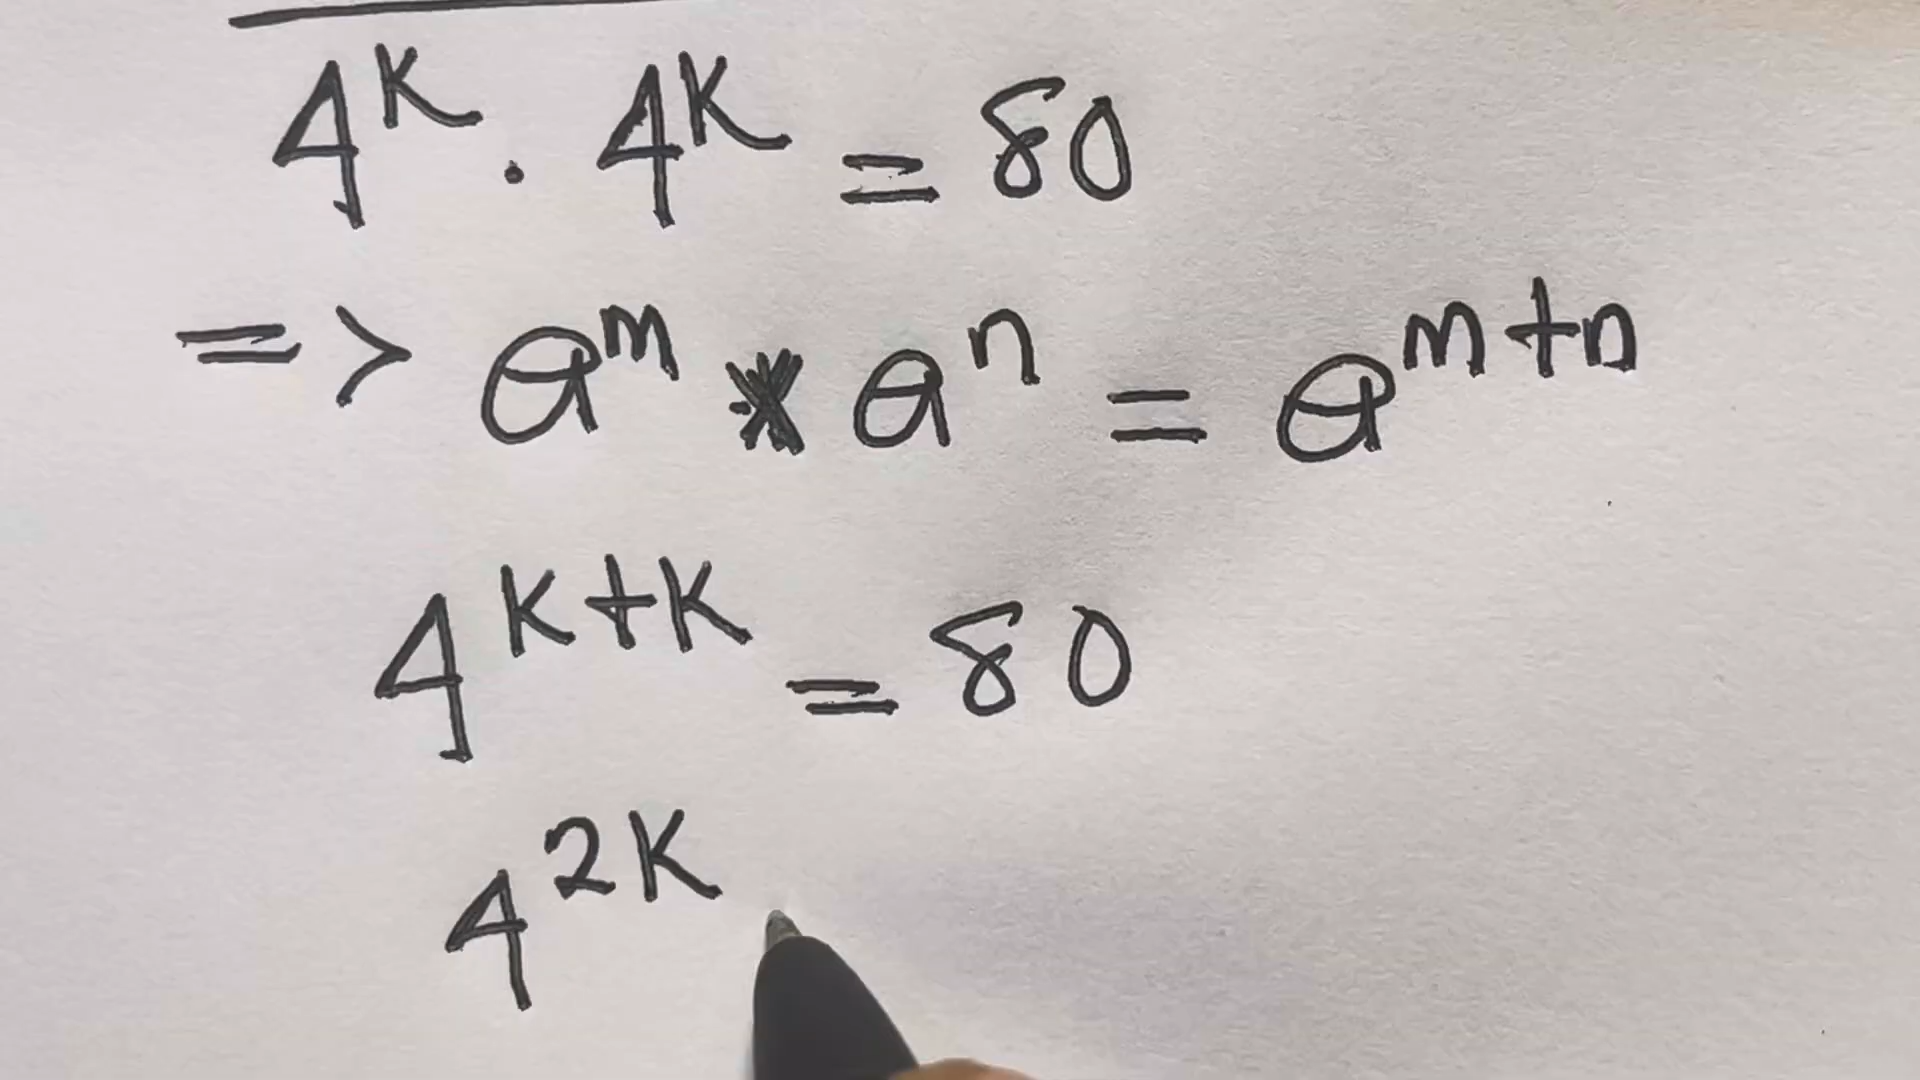 4^K · 4^K = 80
=> a^m * a^n = a^m+n
4^K+K = 80
4^2K